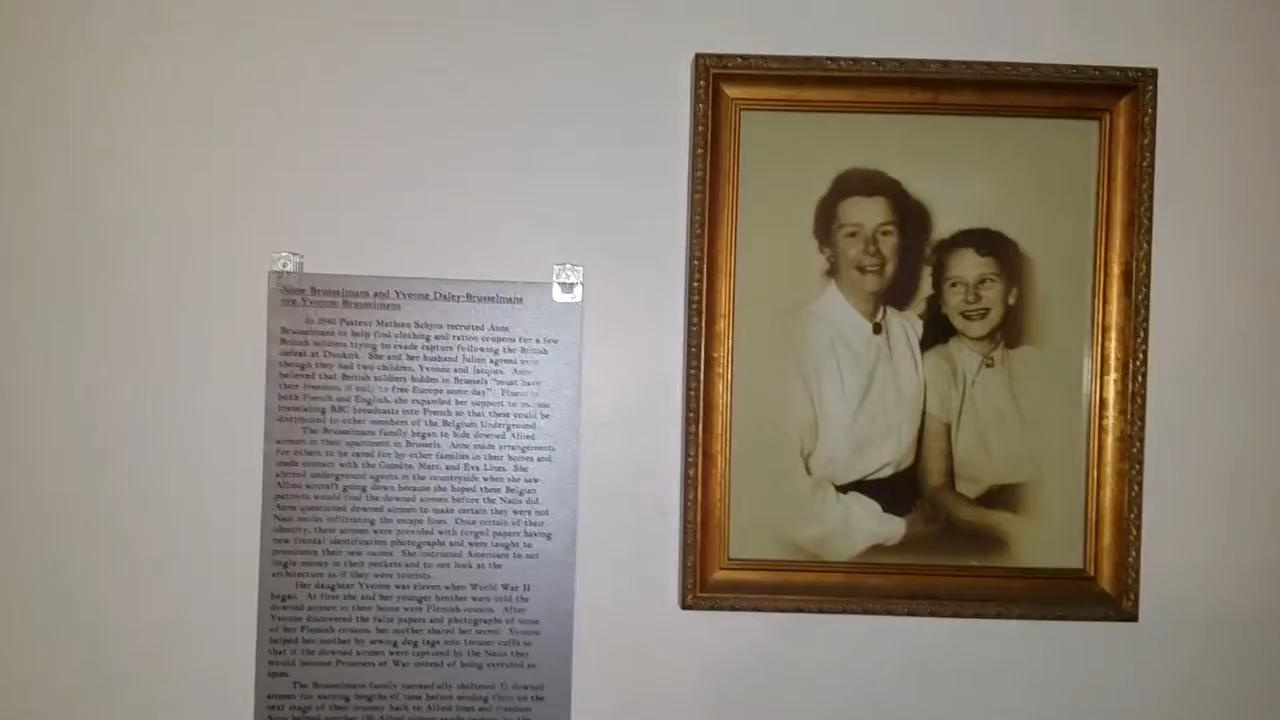 Anne Brusselmans and Yvonne Daley-Brusselmans
nee Yvonne Brusselmans
In 1940 Pasteur Mathieu Schyns recruited Anne
Brusselmans to help find clothing and ration coupons for a few
British soldiers trying to evade capture following the British
defeat at Dunkirk. She and her husband Julien agreed even
though they had two children, Yvonne and Jacques. Anne
believed that British soldiers hidden in Brussels "must have
their freedom, if only to free Europe some day". Fluent in
both French and English, she expanded her support to include
translating BBC broadcasts into French so that these could be
distributed to other members of the Belgium Underground.
The Brusselmans family began to hide downed Allied
airmen in their apartment in Brussels. Anne made arrangements
for others to be cared for by other families in their homes and
made contact with the Comète, Marc, and Eva Lines. She
alerted underground agents in the countryside when she saw
Allied aircraft going down because she hoped these Belgian
patriots would find the downed airmen before the Nazis did.
Anne questioned downed airmen to make certain they were not
Nazi moles infiltrating the escape lines. Once certain of their
identity, these airmen were provided with forged papers having
new frontal identification photographs and were taught to
pronounce their new names. She instructed Americans to not
jingle money in their pockets and to not look at the
architecture as if they were tourists.
Her daughter Yvonne was eleven when World War II
began. At first she and her younger brother were told the
downed airmen in their home were Flemish cousins. After
Yvonne discovered the false papers and photographs of some
of her Flemish cousins, her mother shared her secret. Yvonne
helped her mother by sewing dog tags into trouser cuffs so
that if the downed airmen were captured by the Nazis they
would become Prisoners of War instead of being executed as
spies.
The Brusselmans family successfully sheltered downed
airmen for varying lengths of time before sending them on the
next stage of their journey back to Allied lines and freedom.
Anne helped another Allied airmen